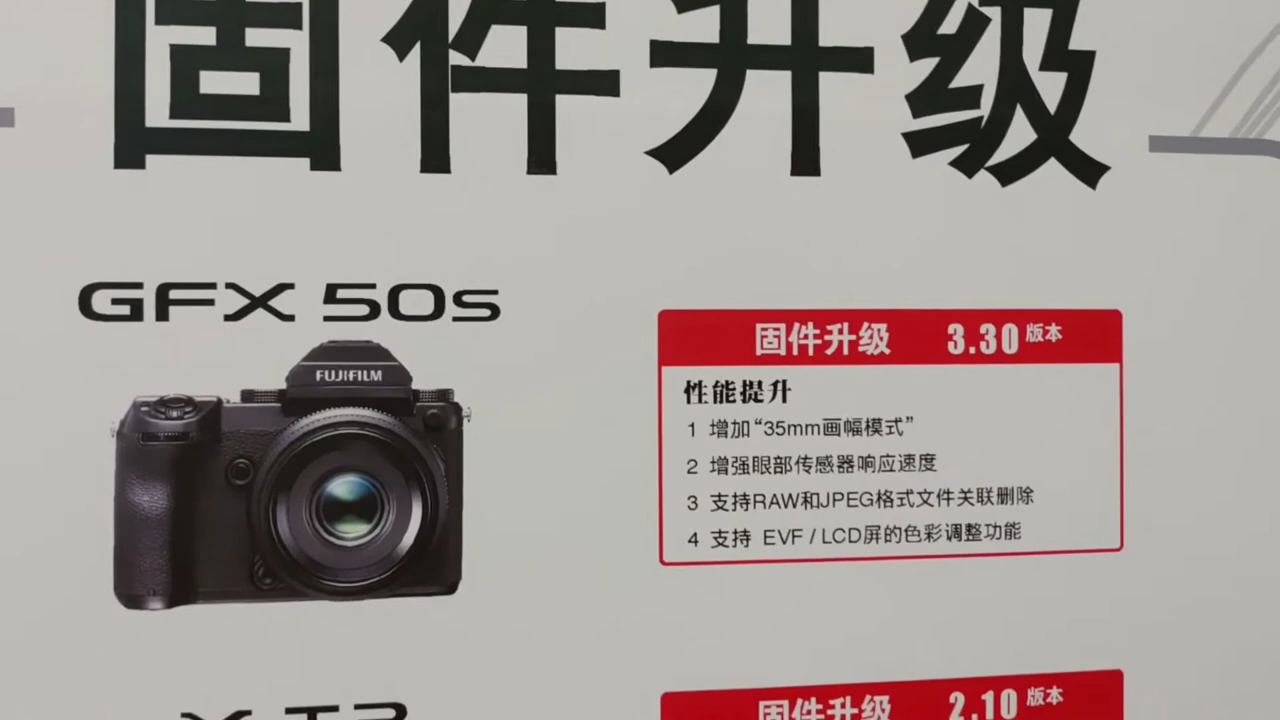 固件升级
GFX 50s
FUJIFILM
固件升级 3.30 版本
性能提升
1 增加“35mm画幅模式”
2 增强眼部传感器响应速度
3 支持RAW和JPEG格式文件关联删除
4 支持 EVF / LCD屏的色彩调整功能
固件升级 2.10 版本